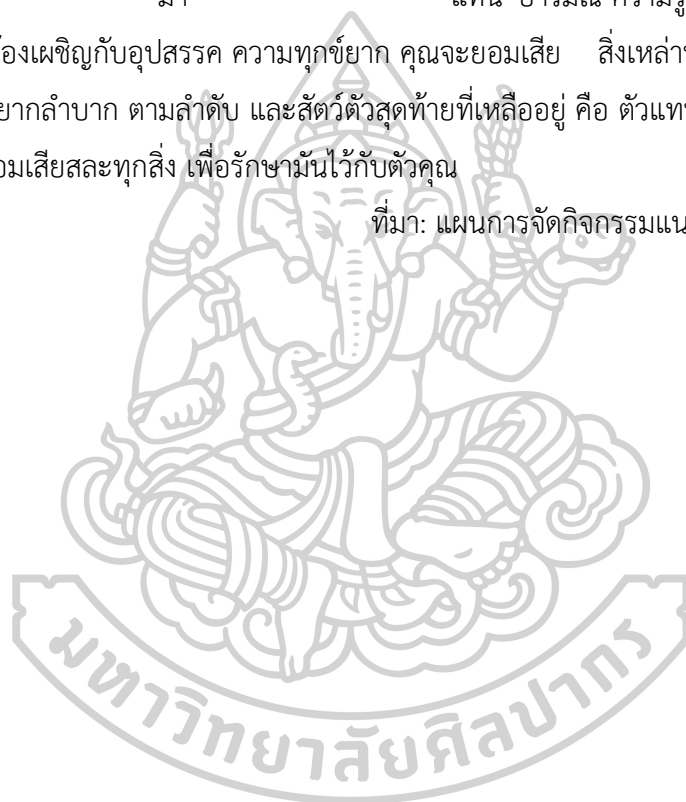 ม้า แทน อารมณ์
้องเผชิญกับอุปสรรค ความทุกข์ยาก คุณจะยอมเสีย สิ่งเหล่า
ยากลำบาก ตามลำดับ และสัตว์ตัวสุดท้ายที่เหลืออยู่ คือ ตัวแท
อมเสียสละทุกสิ่ง เพื่อรักษามันไว้กับตัวคุณ
ที่มา: แผนการจัดกิจกรรมแน
มหาวิทยาลัยศิลปากร